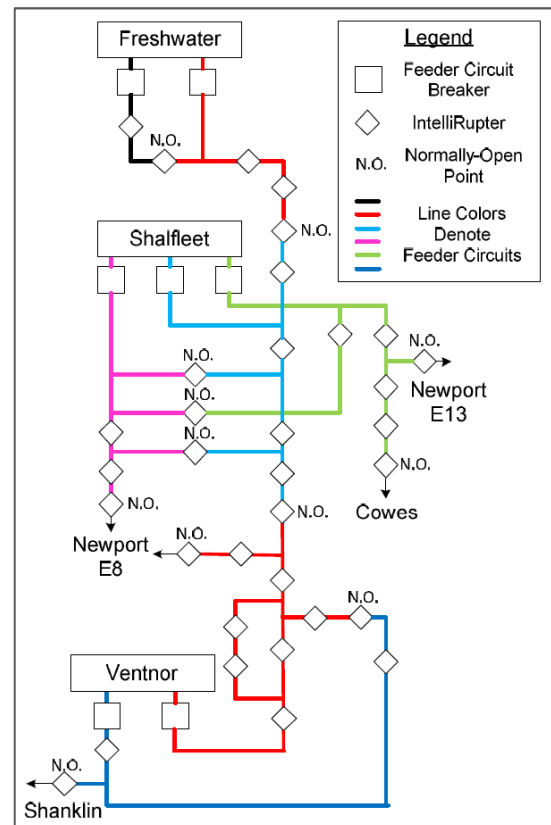 Freshwater
N.O.
N.O.
Shalfleet
N.O.
N.O.
N.O.
N.O.
Newport
E8
N.O.
Newport
E13
N.O.
Cowes
N.O.
N.O.
N.O.
Ventnor
N.O.
Shanklin
Legend
Feeder Circuit
Breaker
IntelliRupter
N.O.
Normally-Open
Point
Line Colors
Denote
Feeder Circuits